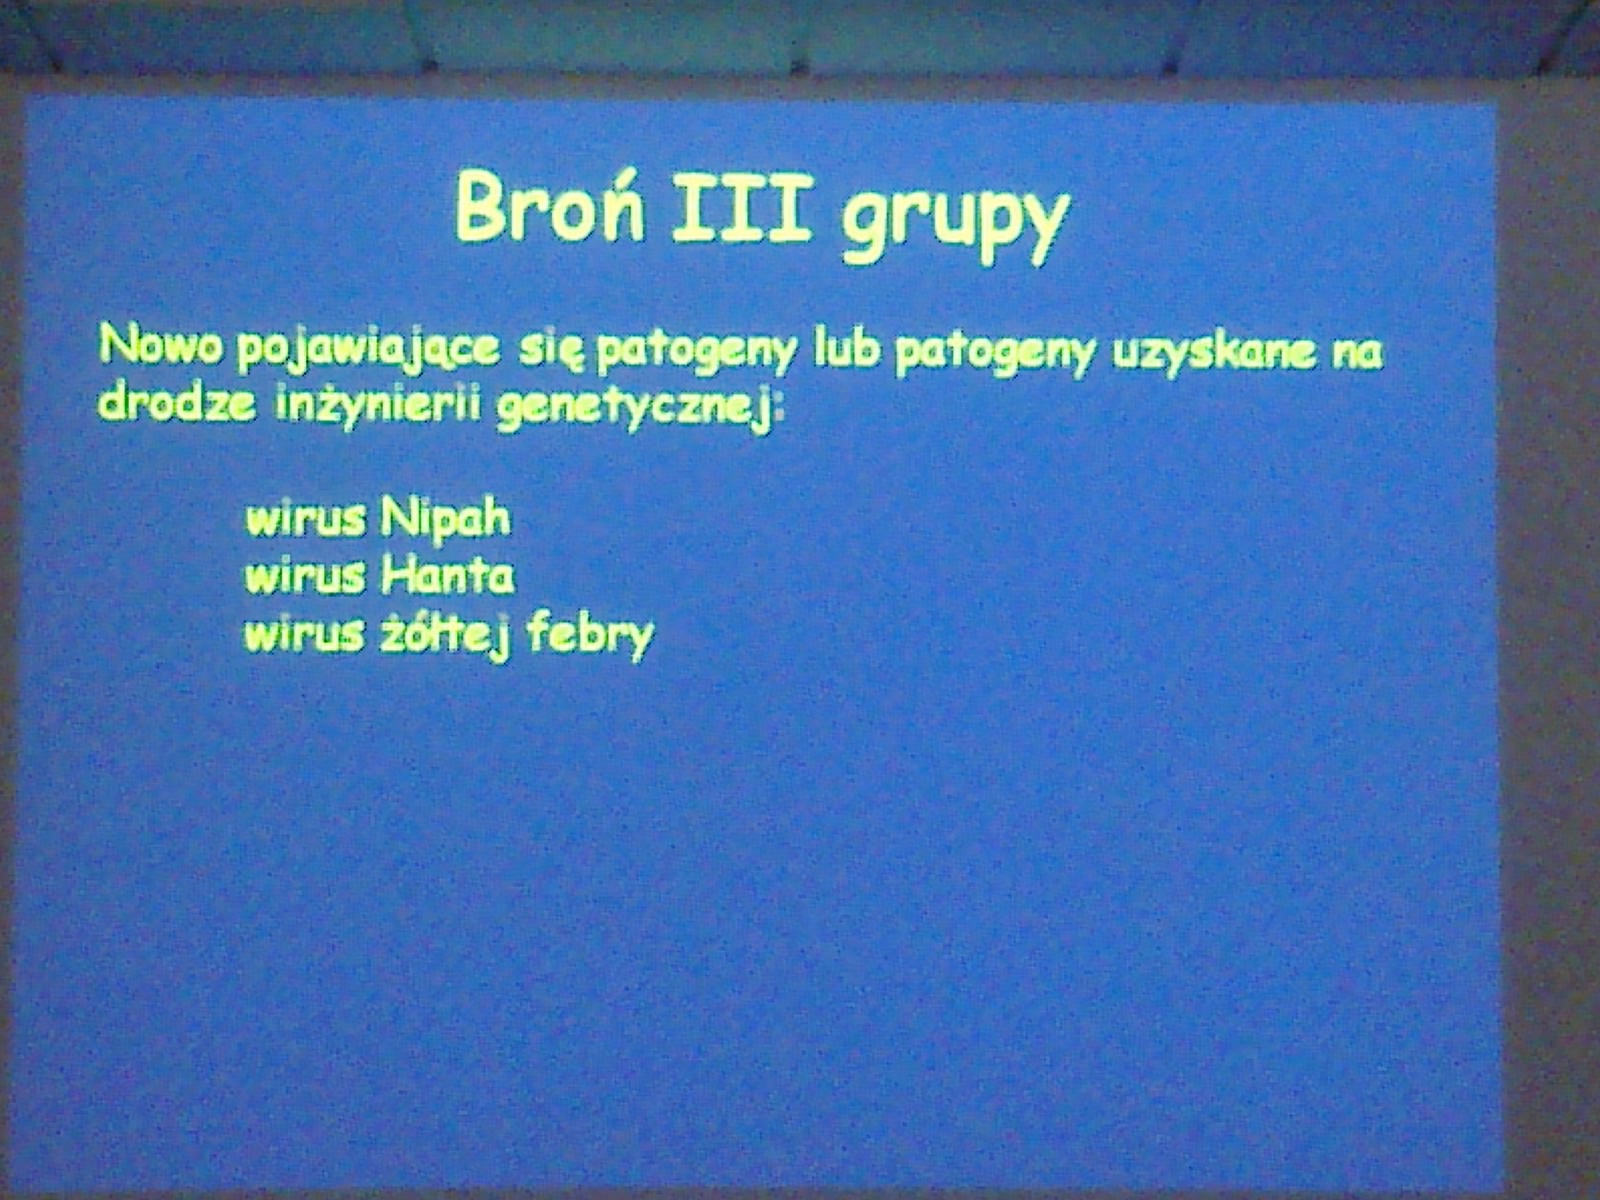 Broń III grupy
Nowo pojawiające się patogeny lub patogeny uzyskane na
drodze inżynierii genetycznej:
wirus Nipah
wirus Hanta
wirus żółtej febry